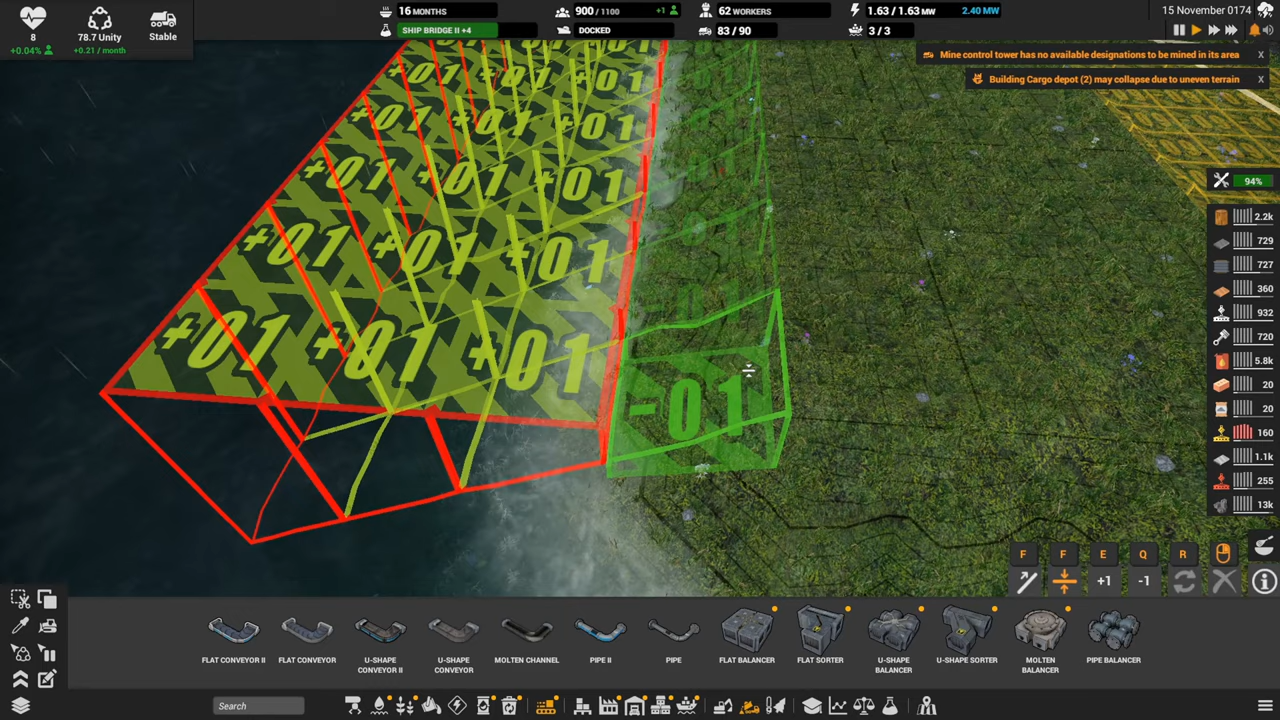 8
+0.04%
78.7 Unity
+0.21 / month
Stable
16 MONTHS
SHIP BRIDGE II +4
900 / 1100
+1
DOCKED
62 WORKERS
83 / 90
1.63 / 1.63 MW
2.40 MW
3 / 3
15 November 0174
Mine control tower has no available designations to be mined in its area
X
Building Cargo depot (2) may collapse due to uneven terrain
X
94%
2.2k
729
727
360
932
720
5.8k
20
20
160
1.1k
255
13k
+01 +01
+01 +01 +01
+01 +01 +01
+01 +01 +01
+01 +01 +01
-01
F
F
E
Q
R
+1
-1
FLAT CONVEYOR II
FLAT CONVEYOR
U-SHAPE CONVEYOR II
U-SHAPE CONVEYOR
MOLTEN CHANNEL
PIPE II
PIPE
FLAT BALANCER
FLAT SORTER
U-SHAPE BALANCER
U-SHAPE SORTER
MOLTEN BALANCER
PIPE BALANCER
Search